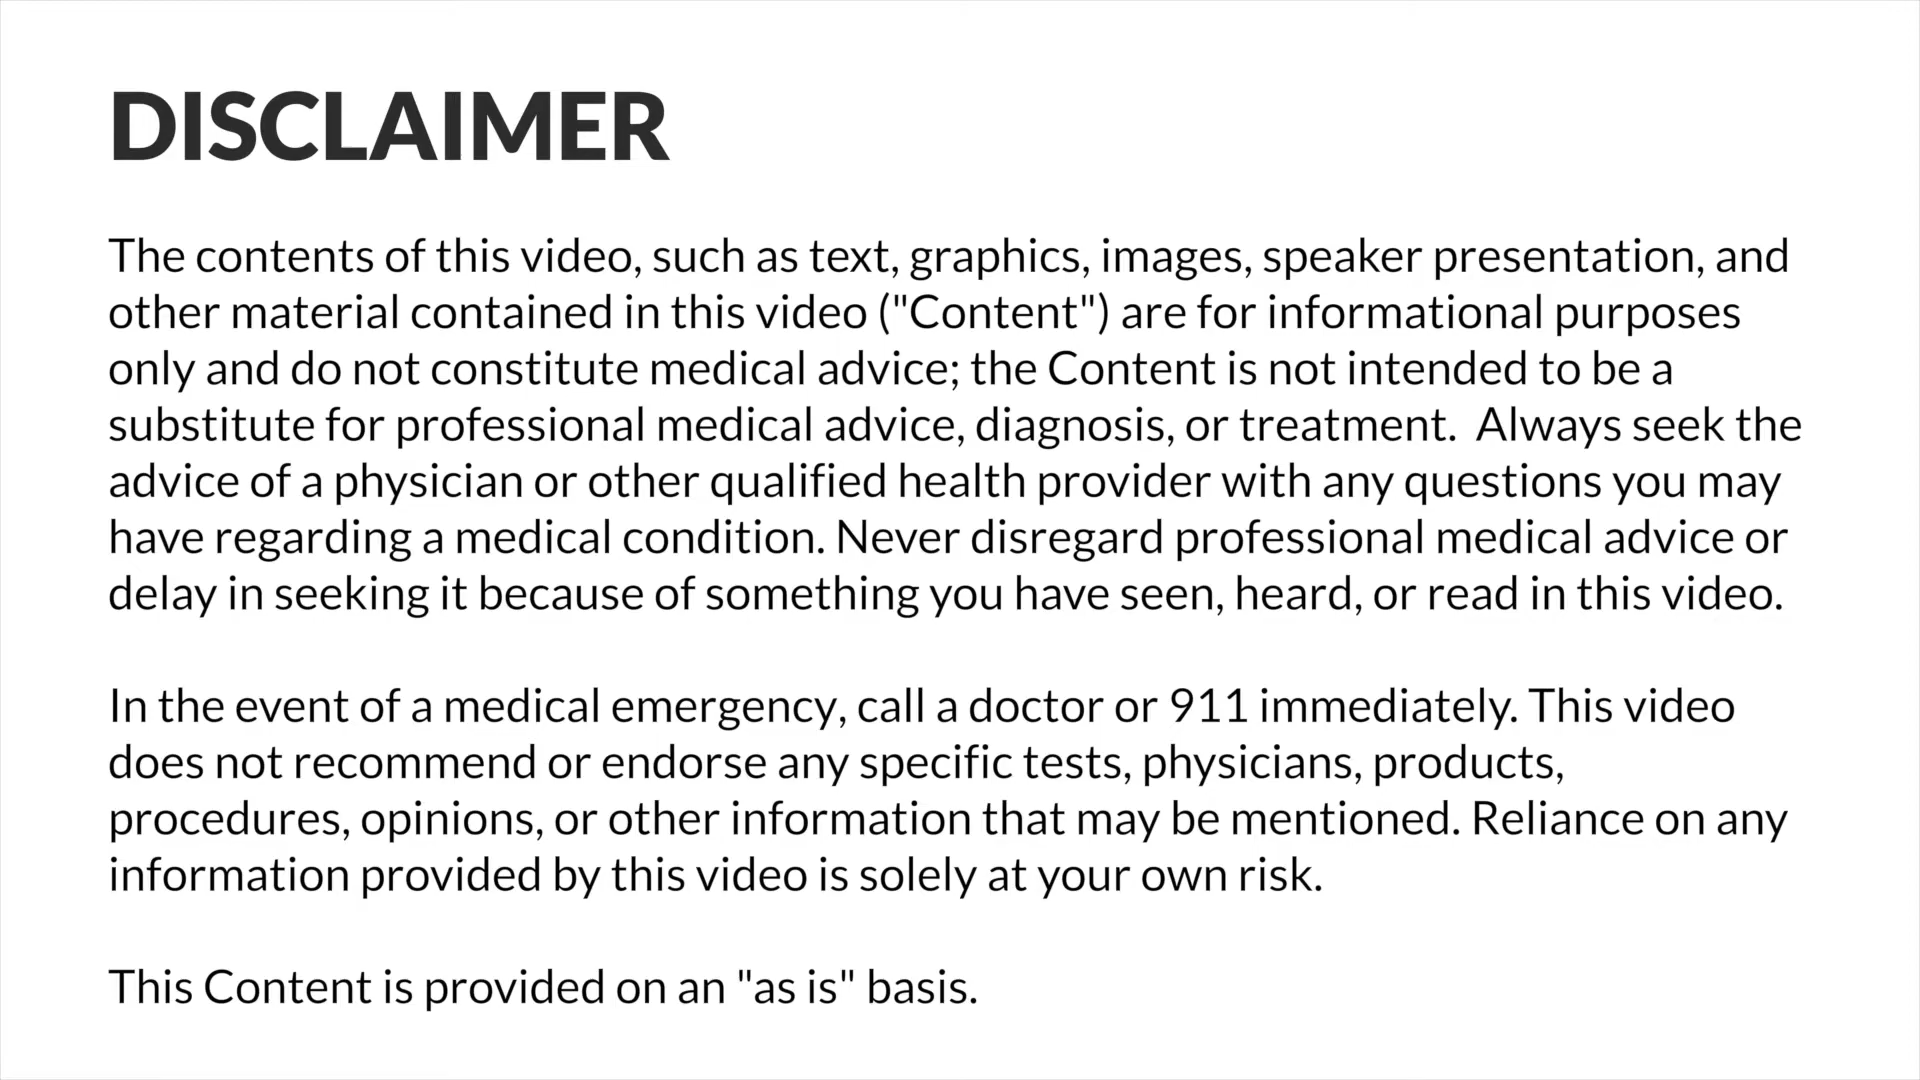 DISCLAIMER
The contents of this video, such as text, graphics, images, speaker presentation, and
other material contained in this video ("Content") are for informational purposes
only and do not constitute medical advice; the Content is not intended to be a
substitute for professional medical advice, diagnosis, or treatment.  Always seek the
advice of a physician or other qualified health provider with any questions you may
have regarding a medical condition. Never disregard professional medical advice or
delay in seeking it because of something you have seen, heard, or read in this video.
In the event of a medical emergency, call a doctor or 911 immediately. This video
does not recommend or endorse any specific tests, physicians, products,
procedures, opinions, or other information that may be mentioned. Reliance on any
information provided by this video is solely at your own risk.
This Content is provided on an "as is" basis.